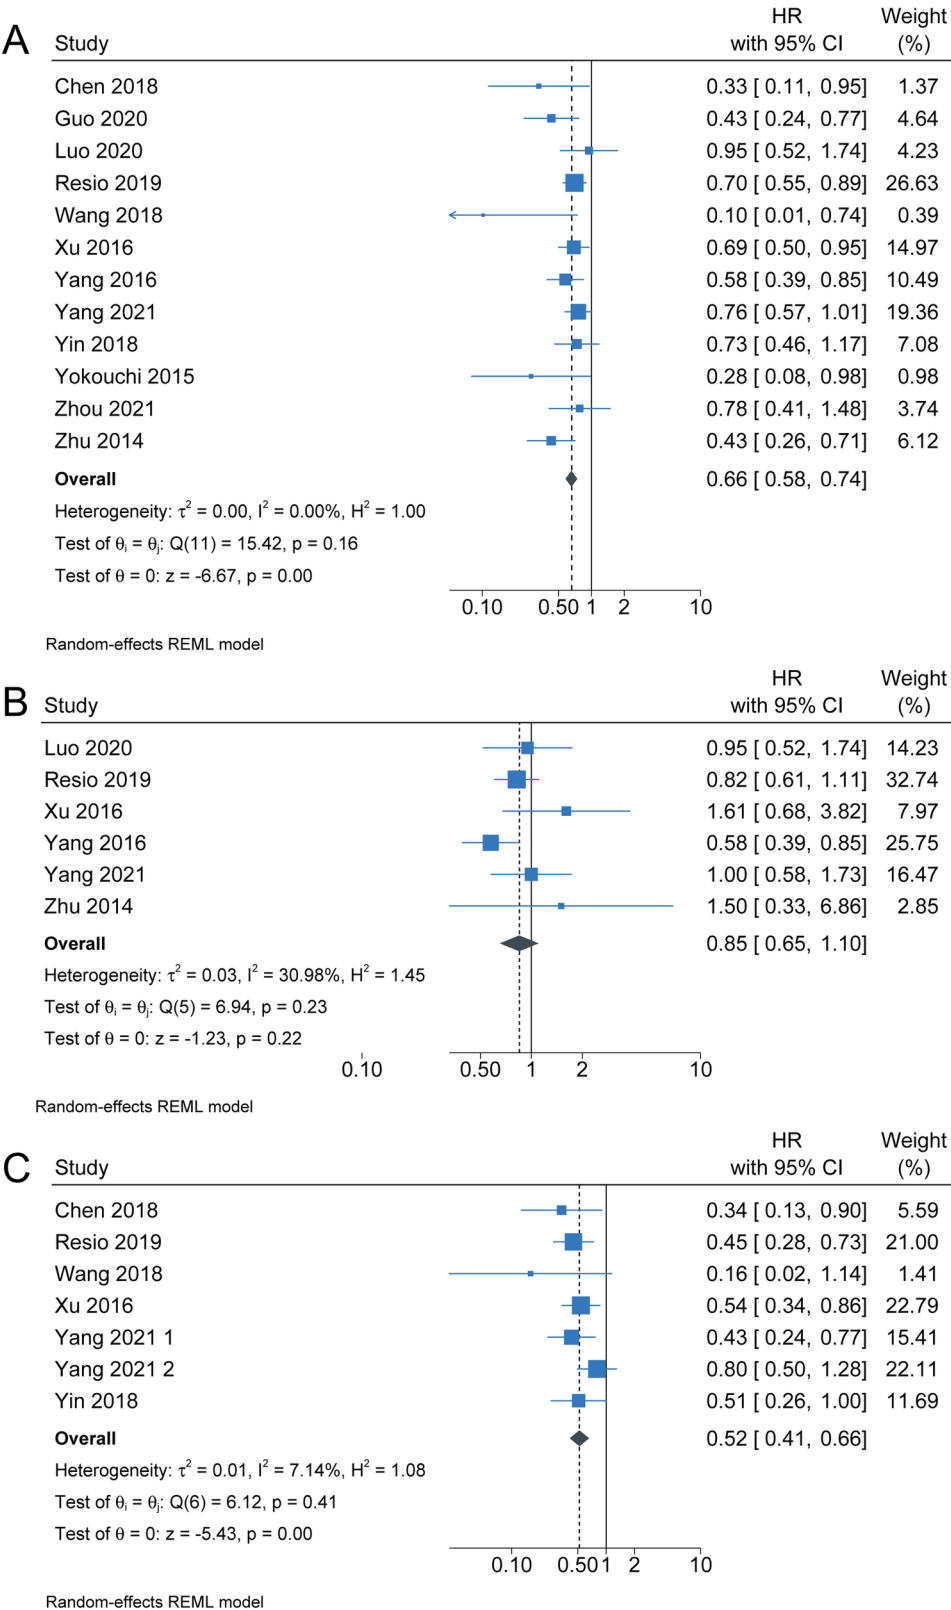 A
Study HR with 95% CI Weight (%)
Chen 2018 0.33 [ 0.11, 0.95] 1.37
Guo 2020 0.43 [ 0.24, 0.77] 4.64
Luo 2020 0.95 [ 0.52, 1.74] 4.23
Resio 2019 0.70 [ 0.55, 0.89] 26.63
Wang 2018 0.10 [ 0.01, 0.74] 0.39
Xu 2016 0.69 [ 0.50, 0.95] 14.97
Yang 2016 0.58 [ 0.39, 0.85] 10.49
Yang 2021 0.76 [ 0.57, 1.01] 19.36
Yin 2018 0.73 [ 0.46, 1.17] 7.08
Yokouchi 2015 0.28 [ 0.08, 0.98] 0.98
Zhou 2021 0.78 [ 0.41, 1.48] 3.74
Zhu 2014 0.43 [ 0.26, 0.71] 6.12
Overall 0.66 [ 0.58, 0.74]
Heterogeneity: τ² = 0.00, I² = 0.00%, H² = 1.00
Test of θᵢ = θⱼ: Q(11) = 15.42, p = 0.16
Test of θ = 0: z = -6.67, p = 0.00
0.10 0.50 1 2 10
Random-effects REML model
B
Study HR with 95% CI Weight (%)
Luo 2020 0.95 [ 0.52, 1.74] 14.23
Resio 2019 0.82 [ 0.61, 1.11] 32.74
Xu 2016 1.61 [ 0.68, 3.82] 7.97
Yang 2016 0.58 [ 0.39, 0.85] 25.75
Yang 2021 1.00 [ 0.58, 1.73] 16.47
Zhu 2014 1.50 [ 0.33, 6.86] 2.85
Overall 0.85 [ 0.65, 1.10]
Heterogeneity: τ² = 0.03, I² = 30.98%, H² = 1.45
Test of θᵢ = θⱼ: Q(5) = 6.94, p = 0.23
Test of θ = 0: z = -1.23, p = 0.22
0.10 0.50 1 2 10
Random-effects REML model
C
Study HR with 95% CI Weight (%)
Chen 2018 0.34 [ 0.13, 0.90] 5.59
Resio 2019 0.45 [ 0.28, 0.73] 21.00
Wang 2018 0.16 [ 0.02, 1.14] 1.41
Xu 2016 0.54 [ 0.34, 0.86] 22.79
Yang 2021 1 0.43 [ 0.24, 0.77] 15.41
Yang 2021 2 0.80 [ 0.50, 1.28] 22.11
Yin 2018 0.51 [ 0.26, 1.00] 11.69
Overall 0.52 [ 0.41, 0.66]
Heterogeneity: τ² = 0.01, I² = 7.14%, H² = 1.08
Test of θᵢ = θⱼ: Q(6) = 6.12, p = 0.41
Test of θ = 0: z = -5.43, p = 0.00
0.10 0.50 1 2 10
Random-effects REML model